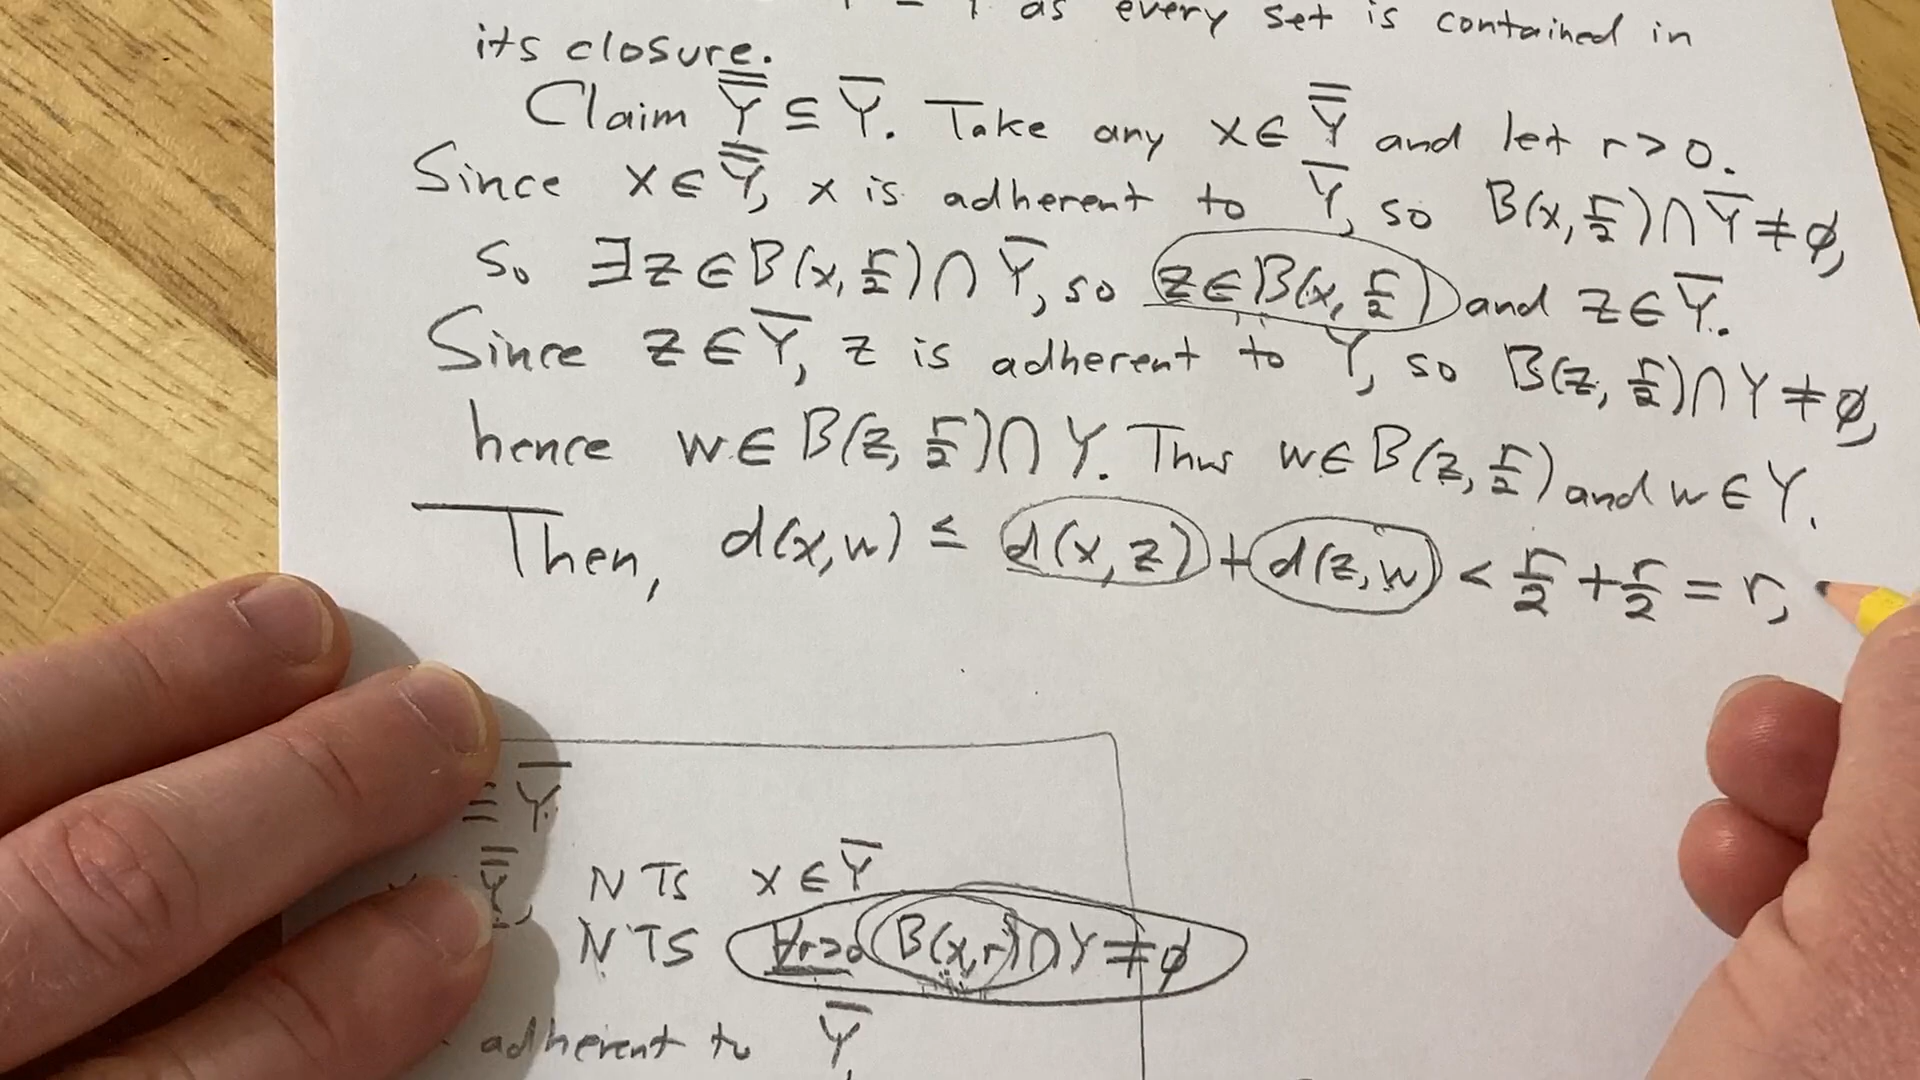 as every set is contained in
its closure.
Claim Y̿ ⊆ Y̅. Take any x ∈ Y̿ and let r > 0.
Since x ∈ Y̿, x is adherent to Y̅, so B(x, r/2) ∩ Y̅ ≠ ∅,
So ∃ z ∈ B(x, r/2) ∩ Y̅, so z ∈ B(x, r/2) and z ∈ Y̅.
Since z ∈ Y̅, z is adherent to Y, so B(z, r/2) ∩ Y ≠ ∅,
hence w ∈ B(z, r/2) ∩ Y. Thus w ∈ B(z, r/2) and w ∈ Y.
Then, d(x, w) ≤ d(x, z) + d(z, w) < r/2 + r/2 = r,
⊆ Y̅.
Y̿, NTS x ∈ Y̅
NTS ∀r>0 B(x, r) ∩ Y ≠ ∅
adherent to Y̅,